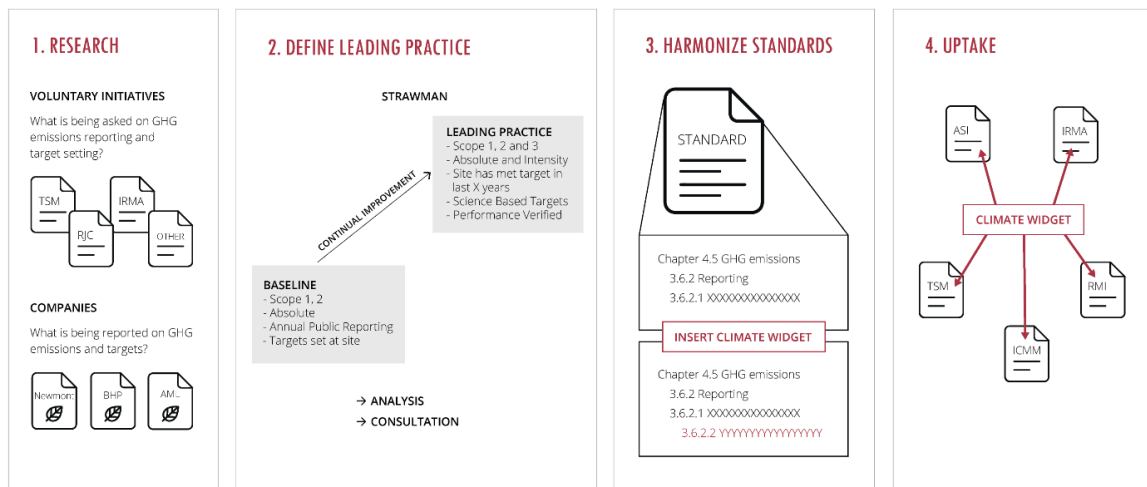 1. RESEARCH
VOLUNTARY INITIATIVES
What is being asked on GHG
emissions reporting and
target setting?
TSM
IRMA
RJC
OTHER
COMPANIES
What is being reported on GHG
emissions and targets?
Newmont
BHP
AML
2. DEFINE LEADING PRACTICE
STRAWMAN
LEADING PRACTICE
- Scope 1, 2 and 3
- Absolute and Intensity
- Site has met target in
last X years
- Science Based Targets
- Performance Verified
CONTINUAL IMPROVEMENT
BASELINE
- Scope 1, 2
- Absolute
- Annual Public Reporting
- Targets set at site
→ ANALYSIS
→ CONSULTATION
3. HARMONIZE STANDARDS
STANDARD
Chapter 4.5 GHG emissions
3.6.2 Reporting
3.6.2.1 XXXXXXXXXXXXXXX
INSERT CLIMATE WIDGET
Chapter 4.5 GHG emissions
3.6.2 Reporting
3.6.2.1 XXXXXXXXXXXXXXX
3.6.2.2 YYYYYYYYYYYYYYYYY
4. UPTAKE
ASI
IRMA
CLIMATE WIDGET
TSM
RMI
ICMM